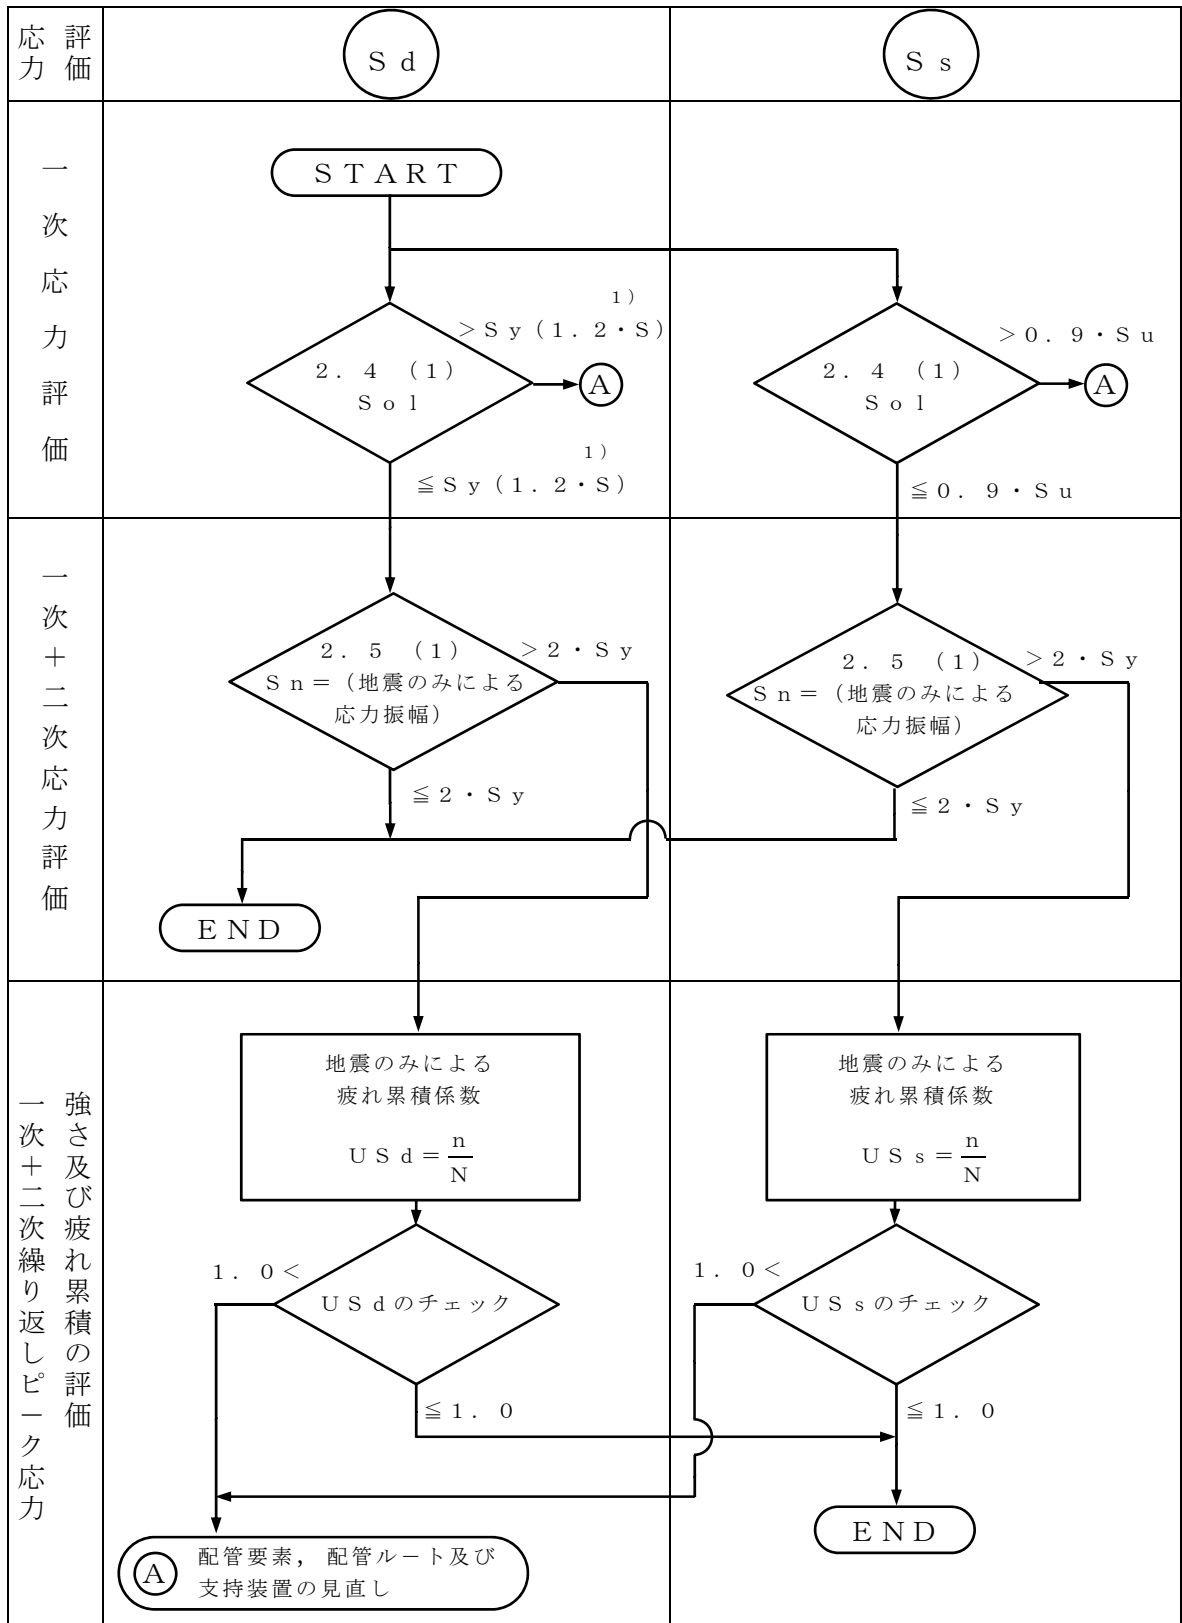 応力評価
Ｓｄ
Ｓｓ
一次応力評価
ＳＴＡＲＴ
１）
＞Ｓｙ（１．２・Ｓ）
２．４　（１）
Ｓｏｌ
Ａ
１）
≦Ｓｙ（１．２・Ｓ）
＞０．９・Ｓｕ
２．４　（１）
Ｓｏｌ
Ａ
≦０．９・Ｓｕ
一次＋二次応力評価
２．５　（１）
Ｓｎ＝（地震のみによる
応力振幅）
＞２・Ｓｙ
≦２・Ｓｙ
２．５　（１）
Ｓｎ＝（地震のみによる
応力振幅）
＞２・Ｓｙ
≦２・Ｓｙ
ＥＮＤ
一次＋二次繰り返しピーク応力
強さ及び疲れ累積の評価
地震のみによる
疲れ累積係数
ＵＳｄ＝n/N
１．０＜
ＵＳｄのチェック
≦１．０
地震のみによる
疲れ累積係数
ＵＳｓ＝n/N
１．０＜
ＵＳｓのチェック
≦１．０
ＥＮＤ
Ａ　配管要素，配管ルート及び
支持装置の見直し